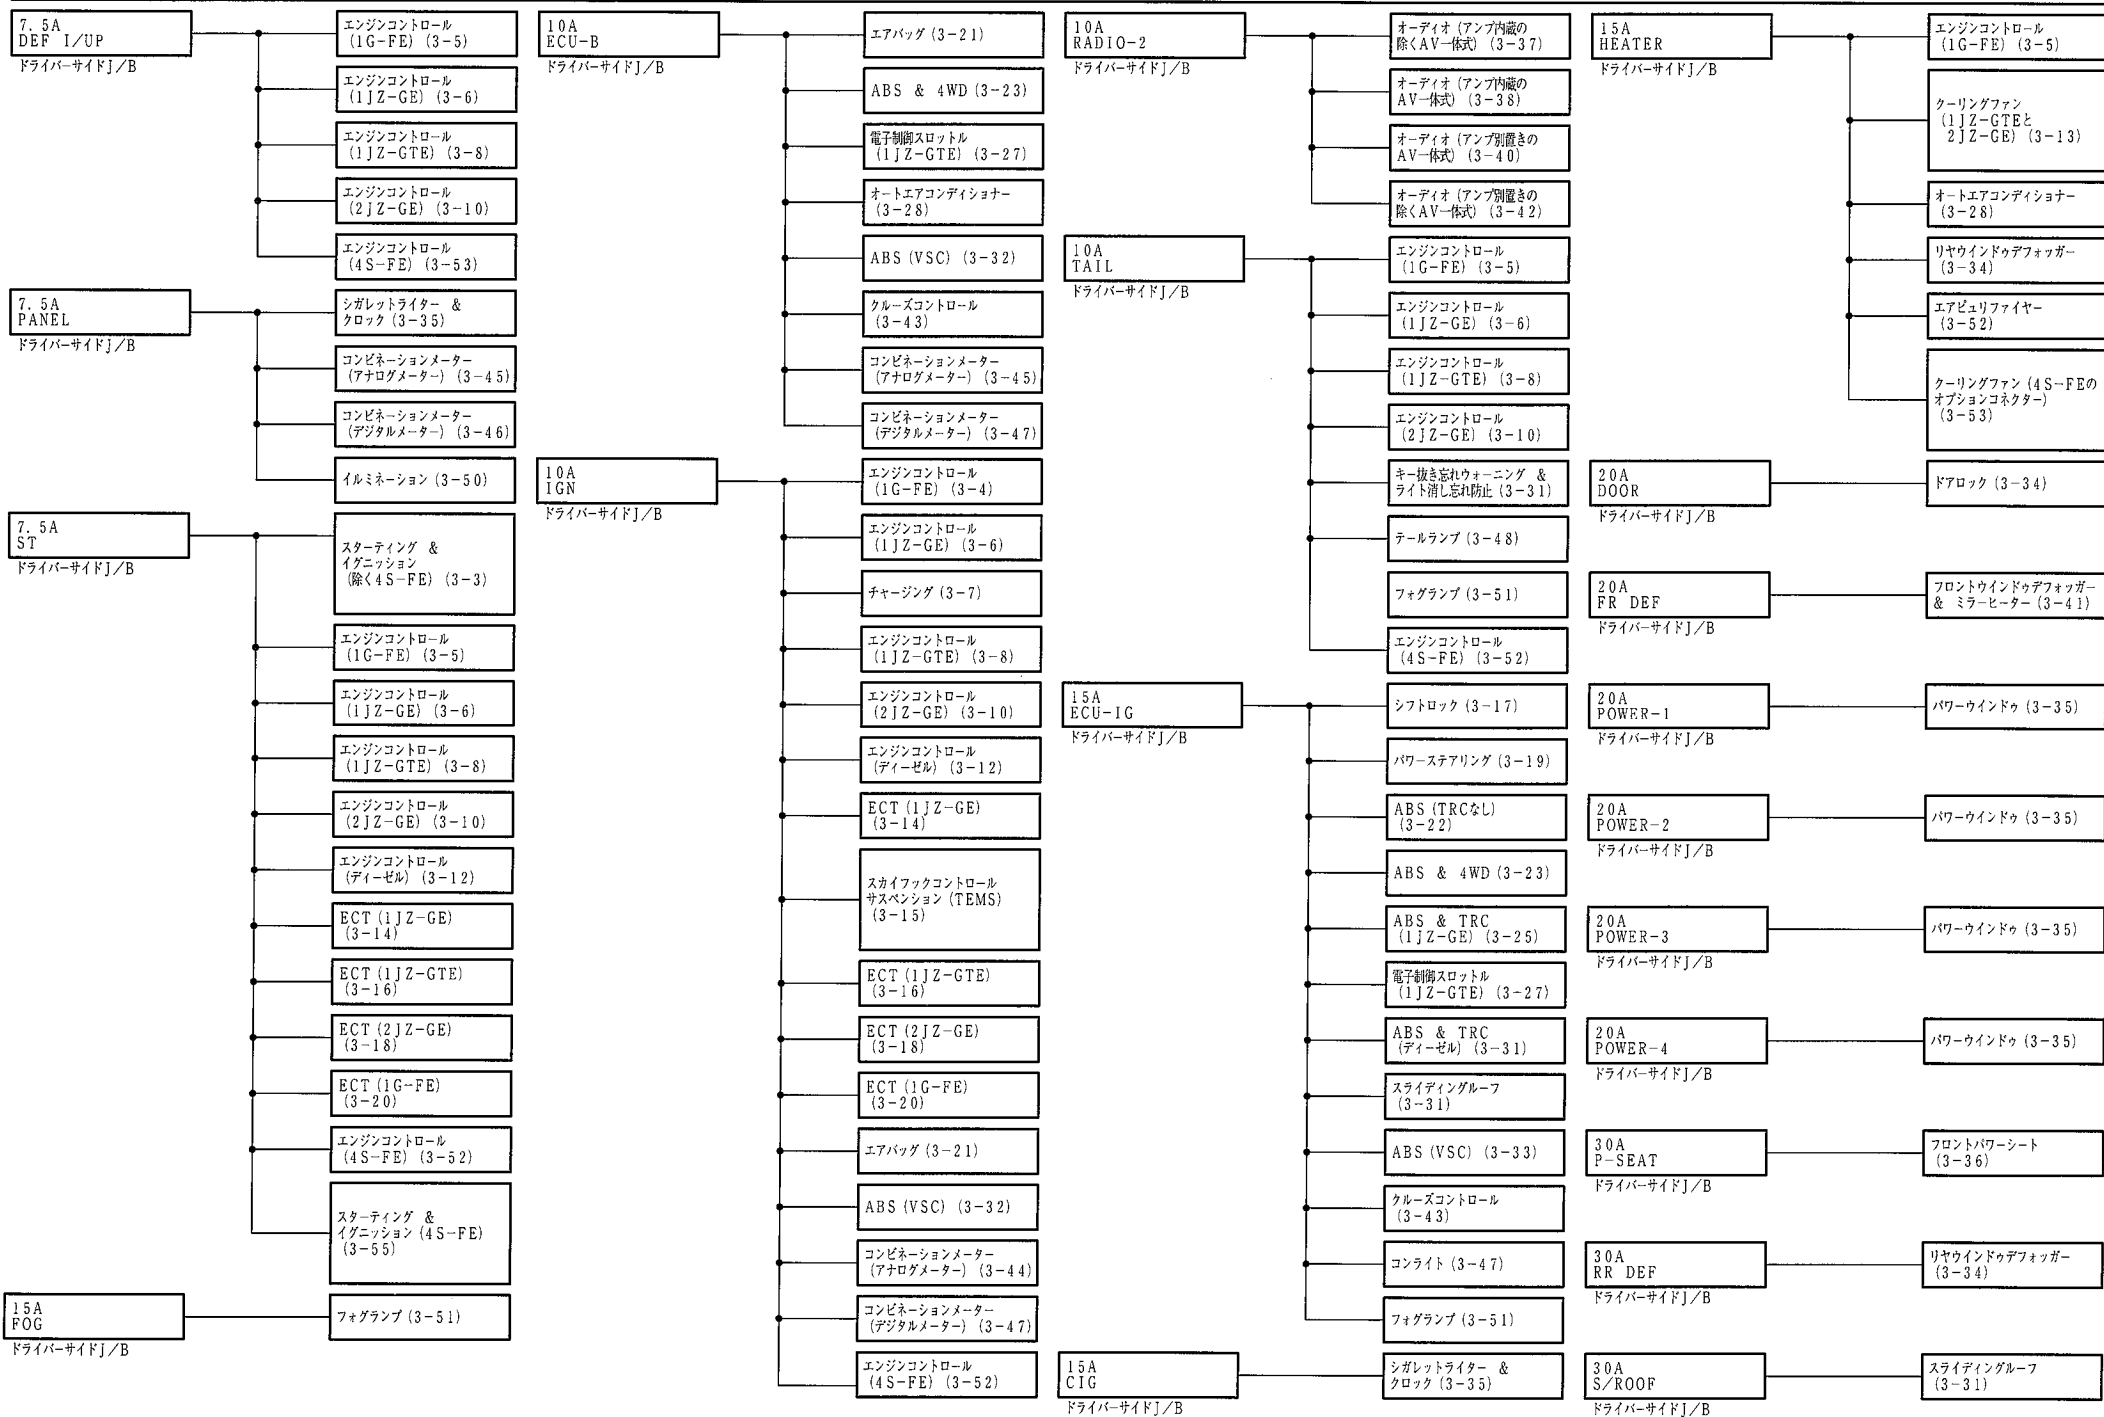 7.5A
DEF I/UP
ドライバーサイドJ/B
エンジンコントロール
(1G-FE) (3-5)
エンジンコントロール
(1JZ-GE) (3-6)
エンジンコントロール
(1JZ-GTE) (3-8)
エンジンコントロール
(2JZ-GE) (3-10)
エンジンコントロール
(4S-FE) (3-53)
7.5A
PANEL
ドライバーサイドJ/B
シガレットライター &
クロック (3-35)
コンビネーションメーター
(アナログメーター) (3-45)
コンビネーションメーター
(デジタルメーター) (3-46)
イルミネーション (3-50)
7.5A
ST
ドライバーサイドJ/B
スターティング &
イグニッション
(除く4S-FE) (3-3)
エンジンコントロール
(1G-FE) (3-5)
エンジンコントロール
(1JZ-GE) (3-6)
エンジンコントロール
(1JZ-GTE) (3-8)
エンジンコントロール
(2JZ-GE) (3-10)
エンジンコントロール
(ディーゼル) (3-12)
ECT (1JZ-GE)
(3-14)
ECT (1JZ-GTE)
(3-16)
ECT (2JZ-GE)
(3-18)
ECT (1G-FE)
(3-20)
エンジンコントロール
(4S-FE) (3-52)
スターティング &
イグニッション (4S-FE)
(3-55)
15A
FOG
ドライバーサイドJ/B
フォグランプ (3-51)
10A
ECU-B
ドライバーサイドJ/B
エアバッグ (3-21)
ABS & 4WD (3-23)
電子制御スロットル
(1JZ-GTE) (3-27)
オートエアコンディショナー
(3-28)
ABS (VSC) (3-32)
クルーズコントロール
(3-43)
コンビネーションメーター
(アナログメーター) (3-45)
コンビネーションメーター
(デジタルメーター) (3-47)
10A
IGN
ドライバーサイドJ/B
エンジンコントロール
(1G-FE) (3-4)
エンジンコントロール
(1JZ-GE) (3-6)
チャージング (3-7)
エンジンコントロール
(1JZ-GTE) (3-8)
エンジンコントロール
(2JZ-GE) (3-10)
エンジンコントロール
(ディーゼル) (3-12)
ECT (1JZ-GE)
(3-14)
スカイフックコントロール
サスペンション (TEMS)
(3-15)
ECT (1JZ-GTE)
(3-16)
ECT (2JZ-GE)
(3-18)
ECT (1G-FE)
(3-20)
エアバッグ (3-21)
ABS (VSC) (3-32)
コンビネーションメーター
(アナログメーター) (3-44)
コンビネーションメーター
(デジタルメーター) (3-47)
エンジンコントロール
(4S-FE) (3-52)
10A
RADIO-2
ドライバーサイドJ/B
オーディオ (アンプ内蔵の
除くAV一体式) (3-37)
オーディオ (アンプ内蔵の
AV一体式) (3-38)
オーディオ (アンプ別置きの
AV一体式) (3-40)
オーディオ (アンプ別置きの
除くAV一体式) (3-42)
10A
TAIL
ドライバーサイドJ/B
エンジンコントロール
(1G-FE) (3-5)
エンジンコントロール
(1JZ-GE) (3-6)
エンジンコントロール
(1JZ-GTE) (3-8)
エンジンコントロール
(2JZ-GE) (3-10)
キー抜き忘れウォーニング &
ライト消し忘れ防止 (3-31)
テールランプ (3-48)
フォグランプ (3-51)
エンジンコントロール
(4S-FE) (3-52)
15A
ECU-IG
ドライバーサイドJ/B
シフトロック (3-17)
パワーステアリング (3-19)
ABS (TRCなし)
(3-22)
ABS & 4WD (3-23)
ABS & TRC
(1JZ-GE) (3-25)
電子制御スロットル
(1JZ-GTE) (3-27)
ABS & TRC
(ディーゼル) (3-31)
スライディングルーフ
(3-31)
ABS (VSC) (3-33)
クルーズコントロール
(3-43)
コンライト (3-47)
フォグランプ (3-51)
15A
CIG
ドライバーサイドJ/B
シガレットライター &
クロック (3-35)
15A
HEATER
ドライバーサイドJ/B
エンジンコントロール
(1G-FE) (3-5)
クーリングファン
(1JZ-GTEと
2JZ-GE) (3-13)
オートエアコンディショナー
(3-28)
リヤウインドゥデフォッガー
(3-34)
エアピュリファイヤー
(3-52)
クーリングファン (4S-FEの
オプションコネクター)
(3-53)
20A
DOOR
ドライバーサイドJ/B
ドアロック (3-34)
20A
FR DEF
ドライバーサイドJ/B
フロントウインドゥデフォッガー
& ミラーヒーター (3-41)
20A
POWER-1
ドライバーサイドJ/B
パワーウインドゥ (3-35)
20A
POWER-2
ドライバーサイドJ/B
パワーウインドゥ (3-35)
20A
POWER-3
ドライバーサイドJ/B
パワーウインドゥ (3-35)
20A
POWER-4
ドライバーサイドJ/B
パワーウインドゥ (3-35)
30A
P-SEAT
ドライバーサイドJ/B
フロントパワーシート
(3-36)
30A
RR DEF
ドライバーサイドJ/B
リヤウインドゥデフォッガー
(3-34)
30A
S/ROOF
ドライバーサイドJ/B
スライディングルーフ
(3-31)